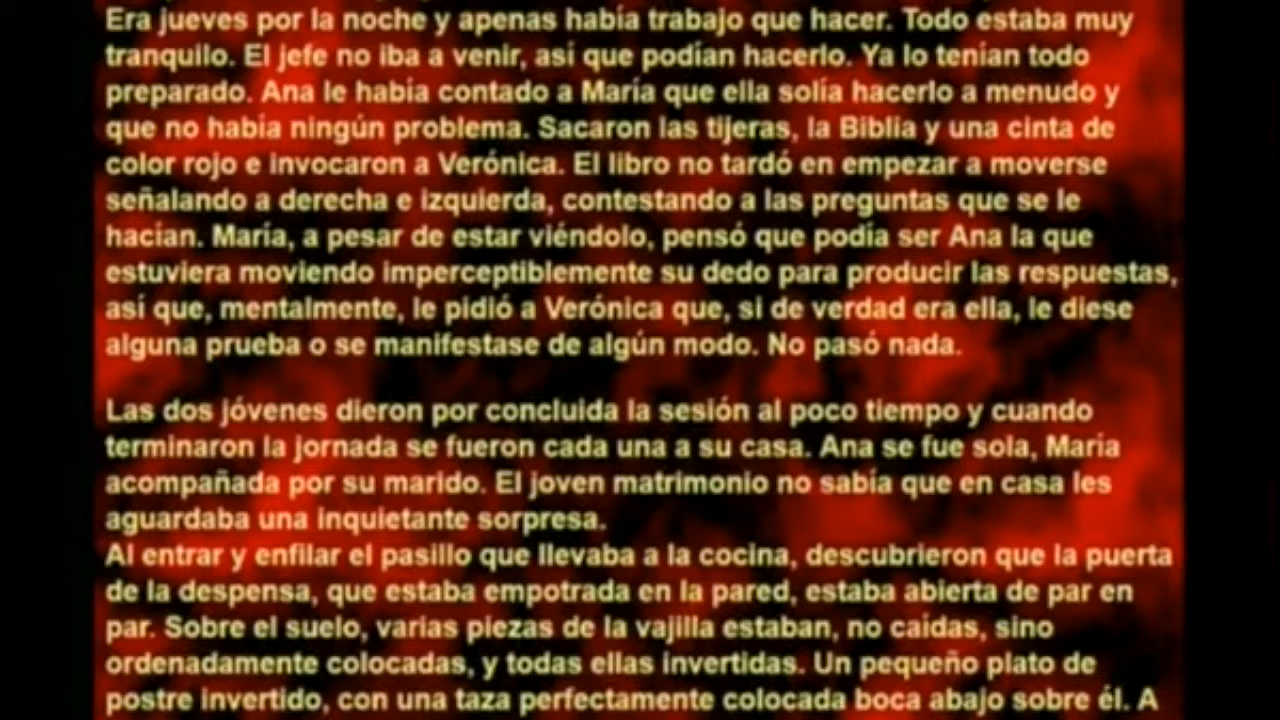 Era jueves por la noche y apenas había trabajo que hacer. Todo estaba muy
tranquilo. El jefe no iba a venir, así que podían hacerlo. Ya lo tenían todo
preparado. Ana le había contado a María que ella solía hacerlo a menudo y
que no había ningún problema. Sacaron las tijeras, la Biblia y una cinta de
color rojo e invocaron a Verónica. El libro no tardó en empezar a moverse
señalando a derecha e izquierda, contestando a las preguntas que se le
hacían. María, a pesar de estar viéndolo, pensó que podía ser Ana la que
estuviera moviendo imperceptiblemente su dedo para producir las respuestas,
así que, mentalmente, le pidió a Verónica que, si de verdad era ella, le diese
alguna prueba o se manifestase de algún modo. No pasó nada.
Las dos jóvenes dieron por concluida la sesión al poco tiempo y cuando
terminaron la jornada se fueron cada una a su casa. Ana se fue sola, María
acompañada por su marido. El joven matrimonio no sabía que en casa les
aguardaba una inquietante sorpresa.
Al entrar y enfilar el pasillo que llevaba a la cocina, descubrieron que la puerta
de la despensa, que estaba empotrada en la pared, estaba abierta de par en
par. Sobre el suelo, varias piezas de la vajilla estaban, no caídas, sino
ordenadamente colocadas, y todas ellas invertidas. Un pequeño plato de
postre invertido, con una taza perfectamente colocada boca abajo sobre él. A